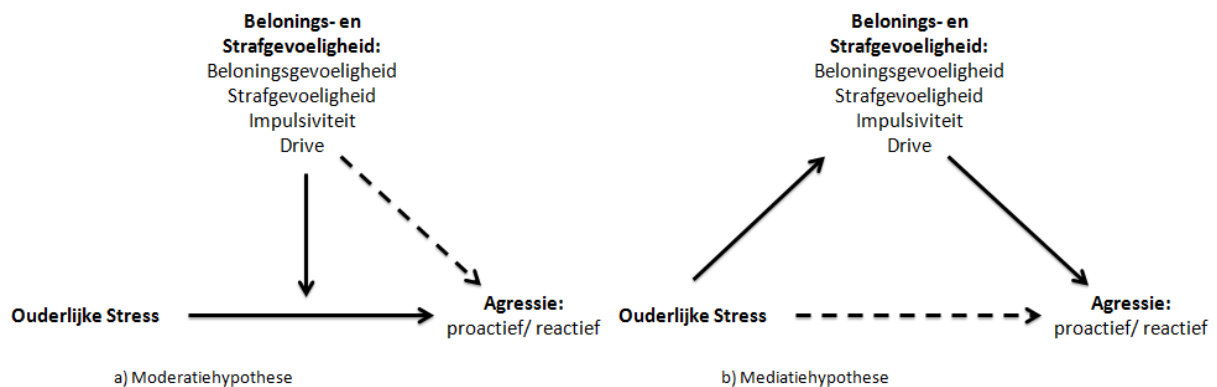 Belonings- en
Strafgevoeligheid:
Beloningsgevoeligheid
Strafgevoeligheid
Impulsiviteit
Drive
Ouderlijke Stress
Agressie:
proactief/ reactief
a) Moderatiehypothese
Belonings- en
Strafgevoeligheid:
Beloningsgevoeligheid
Strafgevoeligheid
Impulsiviteit
Drive
Ouderlijke Stress
Agressie:
proactief/ reactief
b) Mediatiehypothese